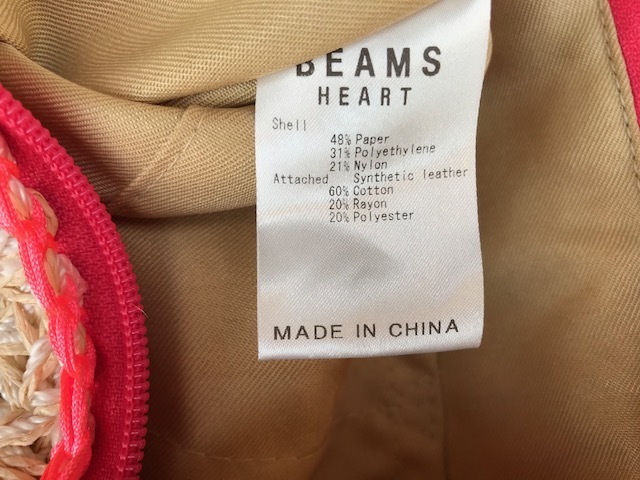 BEAMS
HEART
Shell
48% Paper
31% Polyethylene
21% Nylon
Attached Synthetic leather
60% Cotton
20% Rayon
20% Polyester
MADE IN CHINA